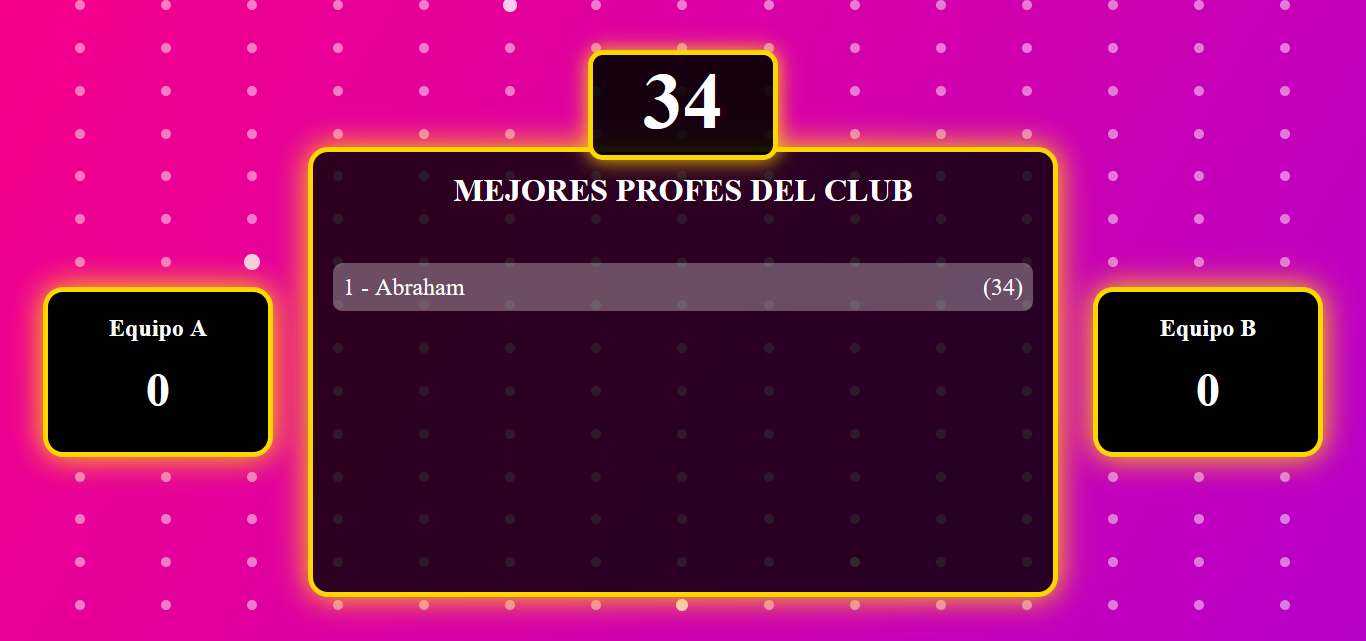 34
MEJORES PROFES DEL CLUB
1 - Abraham (34)
Equipo A
0
Equipo B
0